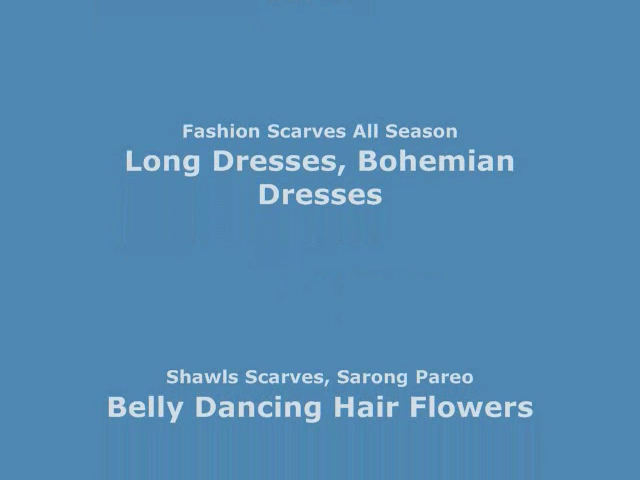 Fashion Scarves All Season
Long Dresses, Bohemian
Dresses
Shawls Scarves, Sarong Pareo
Belly Dancing Hair Flowers